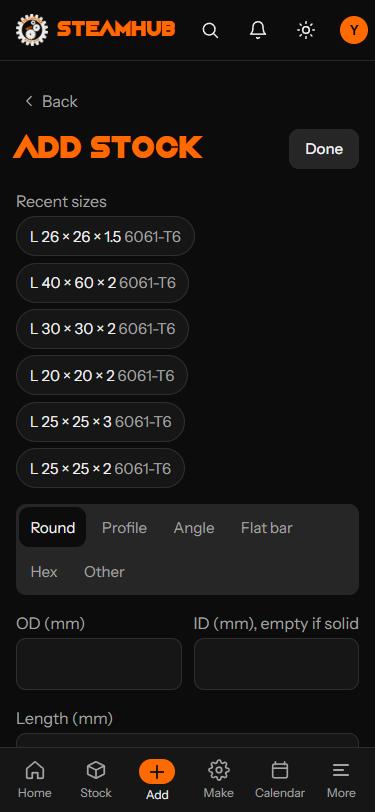 STEAMHUB
Y
Back
ADD STOCK
Done
Recent sizes
L 26 × 26 × 1.5 6061-T6
L 40 × 60 × 2 6061-T6
L 30 × 30 × 2 6061-T6
L 20 × 20 × 2 6061-T6
L 25 × 25 × 3 6061-T6
L 25 × 25 × 2 6061-T6
Round Profile Angle Flat bar
Hex Other
OD (mm) ID (mm), empty if solid
Length (mm)
Home Stock Add Make Calendar More